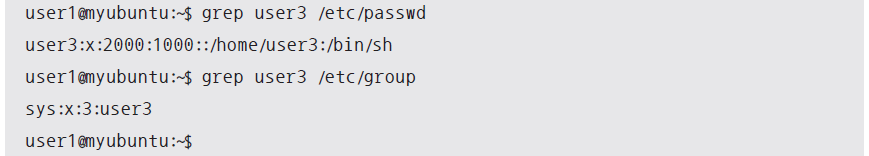 user1@myubuntu:~$ grep user3 /etc/passwd
user3:x:2000:1000::/home/user3:/bin/sh
user1@myubuntu:~$ grep user3 /etc/group
sys:x:3:user3
user1@myubuntu:~$